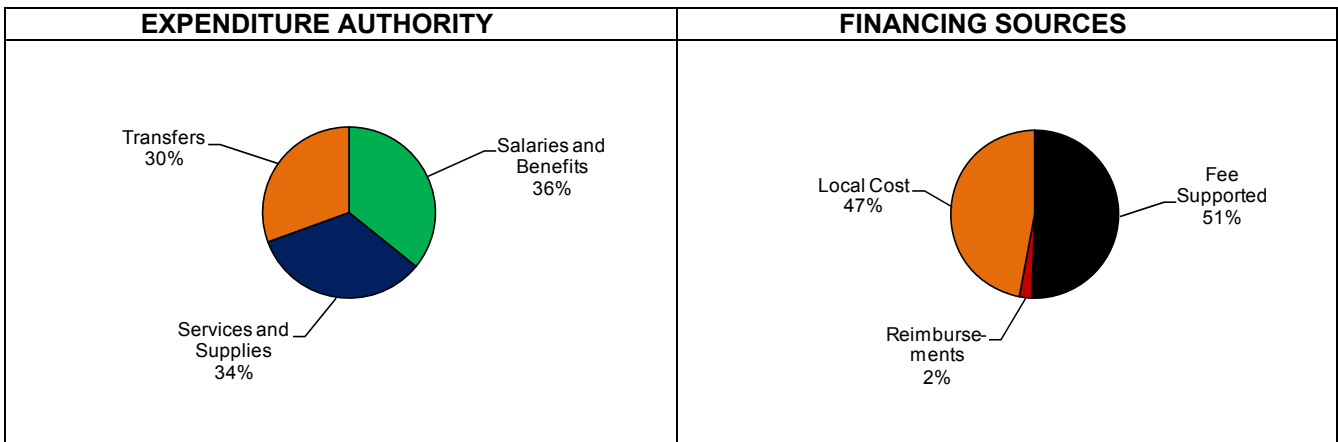 EXPENDITURE AUTHORITY
Transfers
30%
Salaries and
Benefits
36%
Services and
Supplies
34%
FINANCING SOURCES
Local Cost
47%
Fee
Supported
51%
Reimburse-
ments
2%